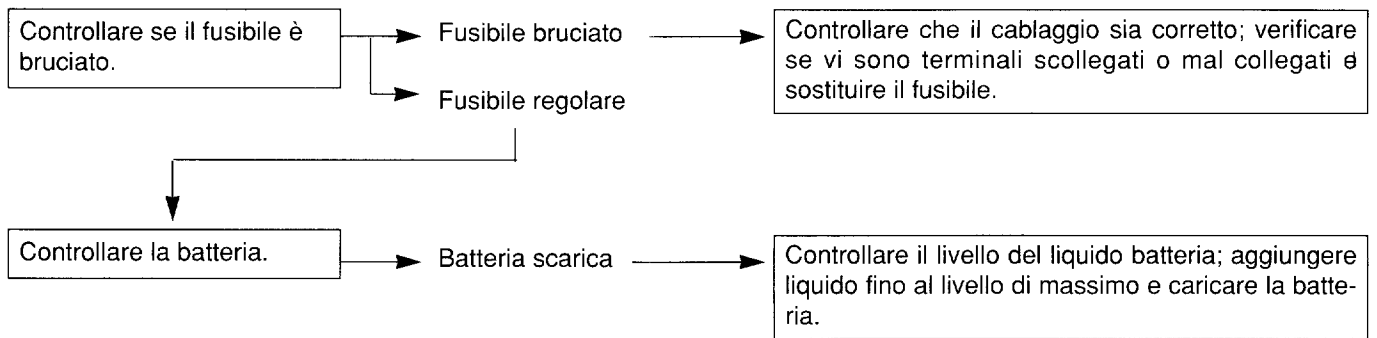 Controllare se il fusibile è
bruciato.
Fusibile bruciato
Controllare che il cablaggio sia corretto; verificare
se vi sono terminali scollegati o mal collegati e
sostituire il fusibile.
Fusibile regolare
Controllare la batteria.
Batteria scarica
Controllare il livello del liquido batteria; aggiungere
liquido fino al livello di massimo e caricare la batte-
ria.